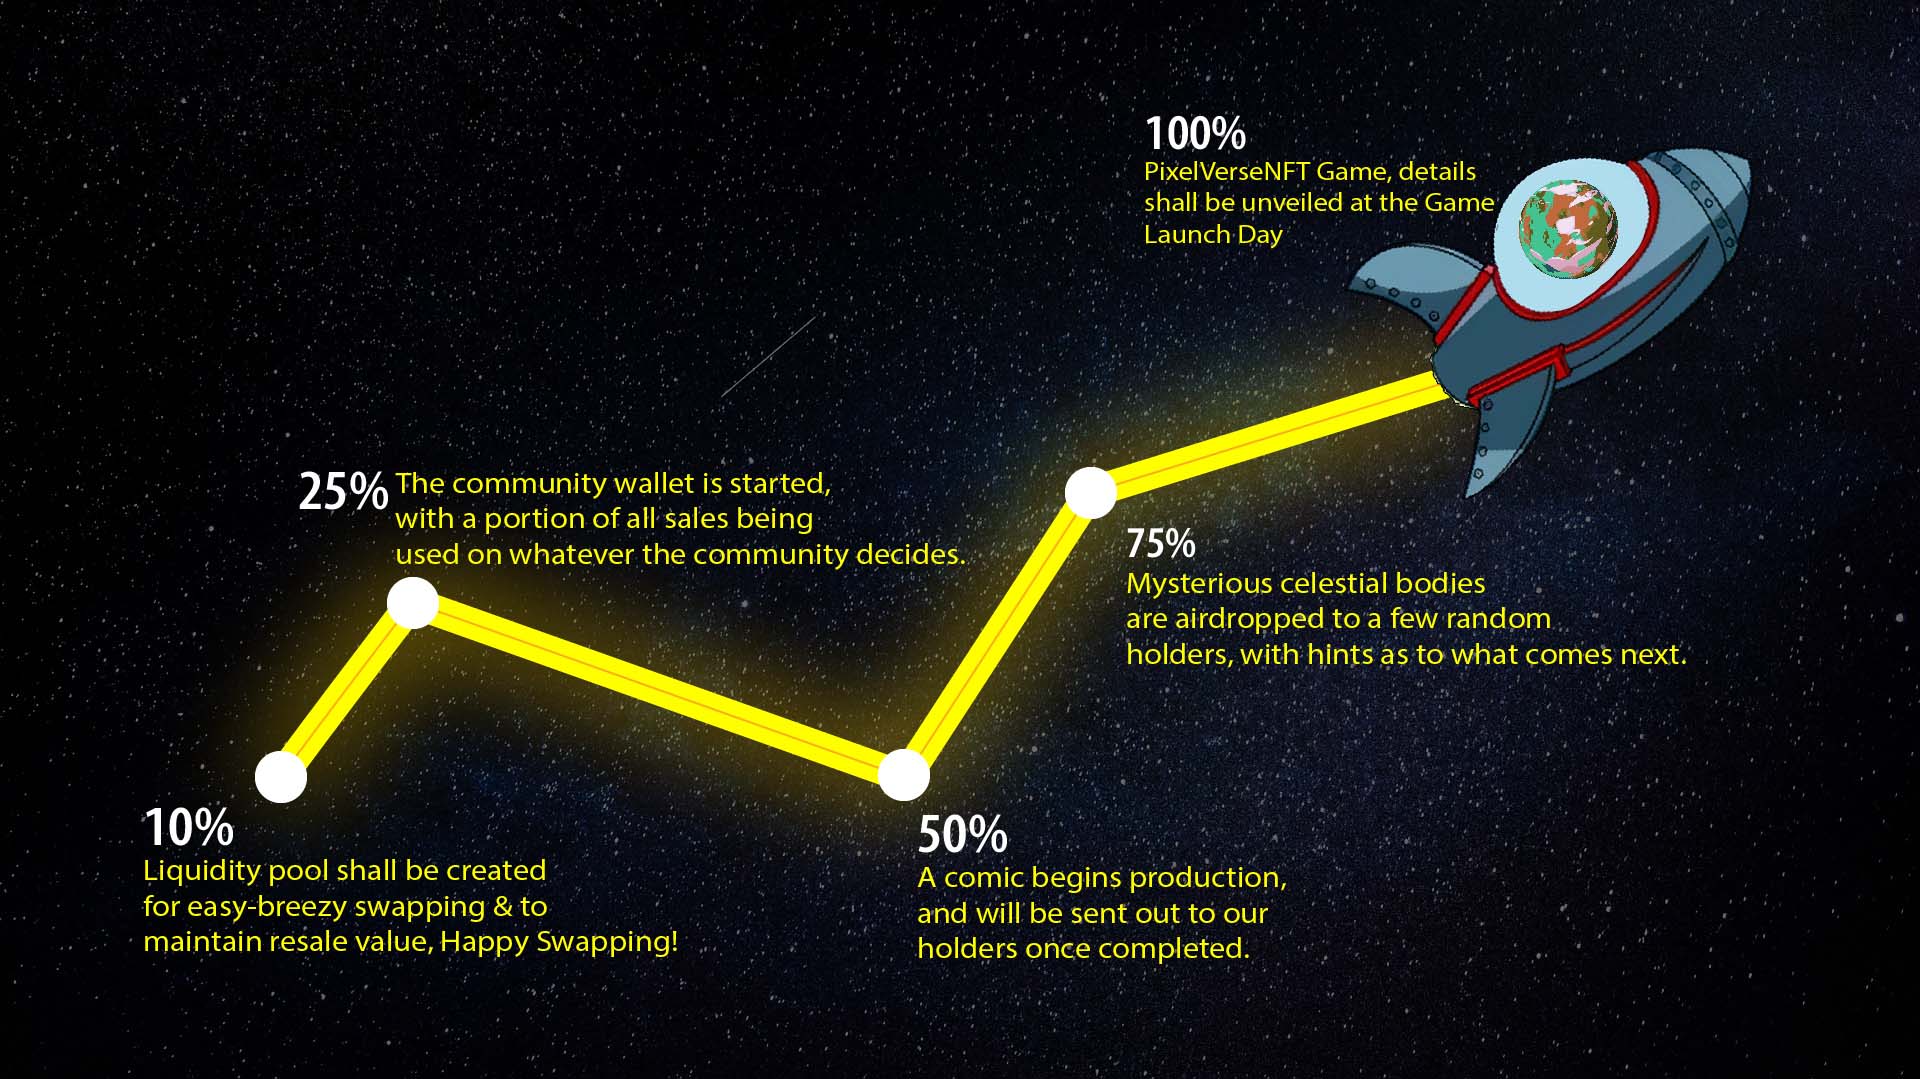 10%
Liquidity pool shall be created
for easy-breezy swapping & to
maintain resale value, Happy Swapping!
25%
The community wallet is started,
with a portion of all sales being
used on whatever the community decides.
50%
A comic begins production,
and will be sent out to our
holders once completed.
75%
Mysterious celestial bodies
are airdropped to a few random
holders, with hints as to what comes next.
100%
PixelVerseNFT Game, details
shall be unveiled at the Game
Launch Day